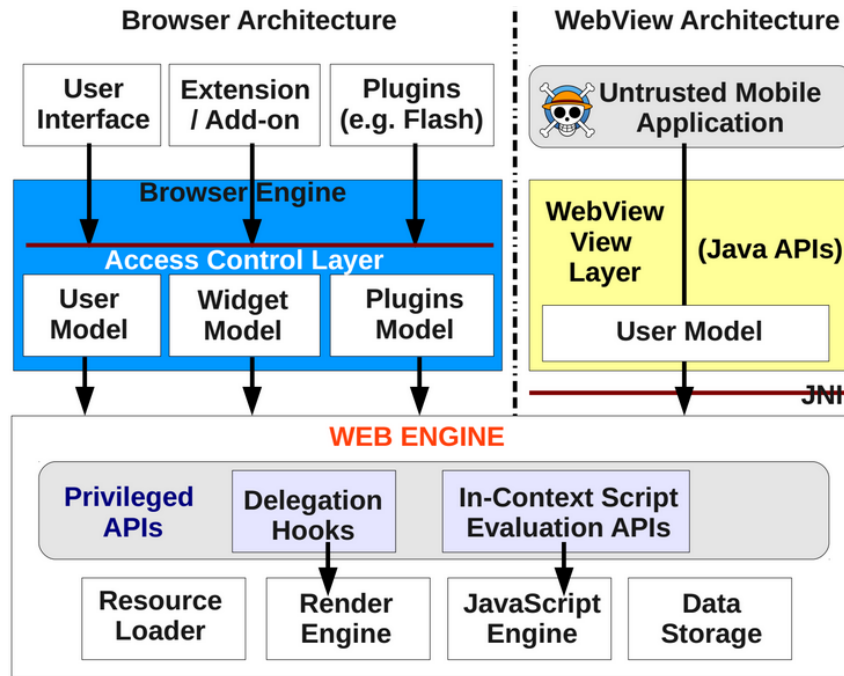 Browser Architecture
WebView Architecture
User
Interface
Extension
/ Add-on
Plugins
(e.g. Flash)
Untrusted Mobile
Application
Browser Engine
Access Control Layer
User
Model
Widget
Model
Plugins
Model
WebView
View
Layer
(Java APIs)
User Model
JNI
WEB ENGINE
Privileged
APIs
Delegation
Hooks
In-Context Script
Evaluation APIs
Resource
Loader
Render
Engine
JavaScript
Engine
Data
Storage